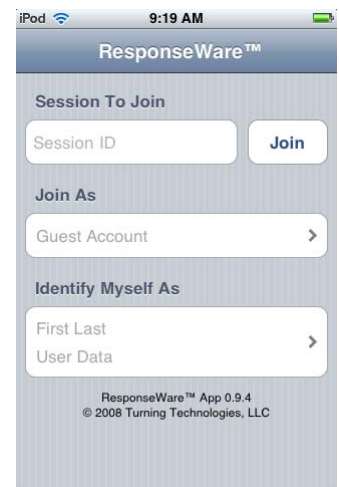 iPod 9:19 AM
ResponseWare™
Session To Join
Session ID Join
Join As
Guest Account
Identify Myself As
First Last
User Data
ResponseWare™ App 0.9.4
© 2008 Turning Technologies, LLC